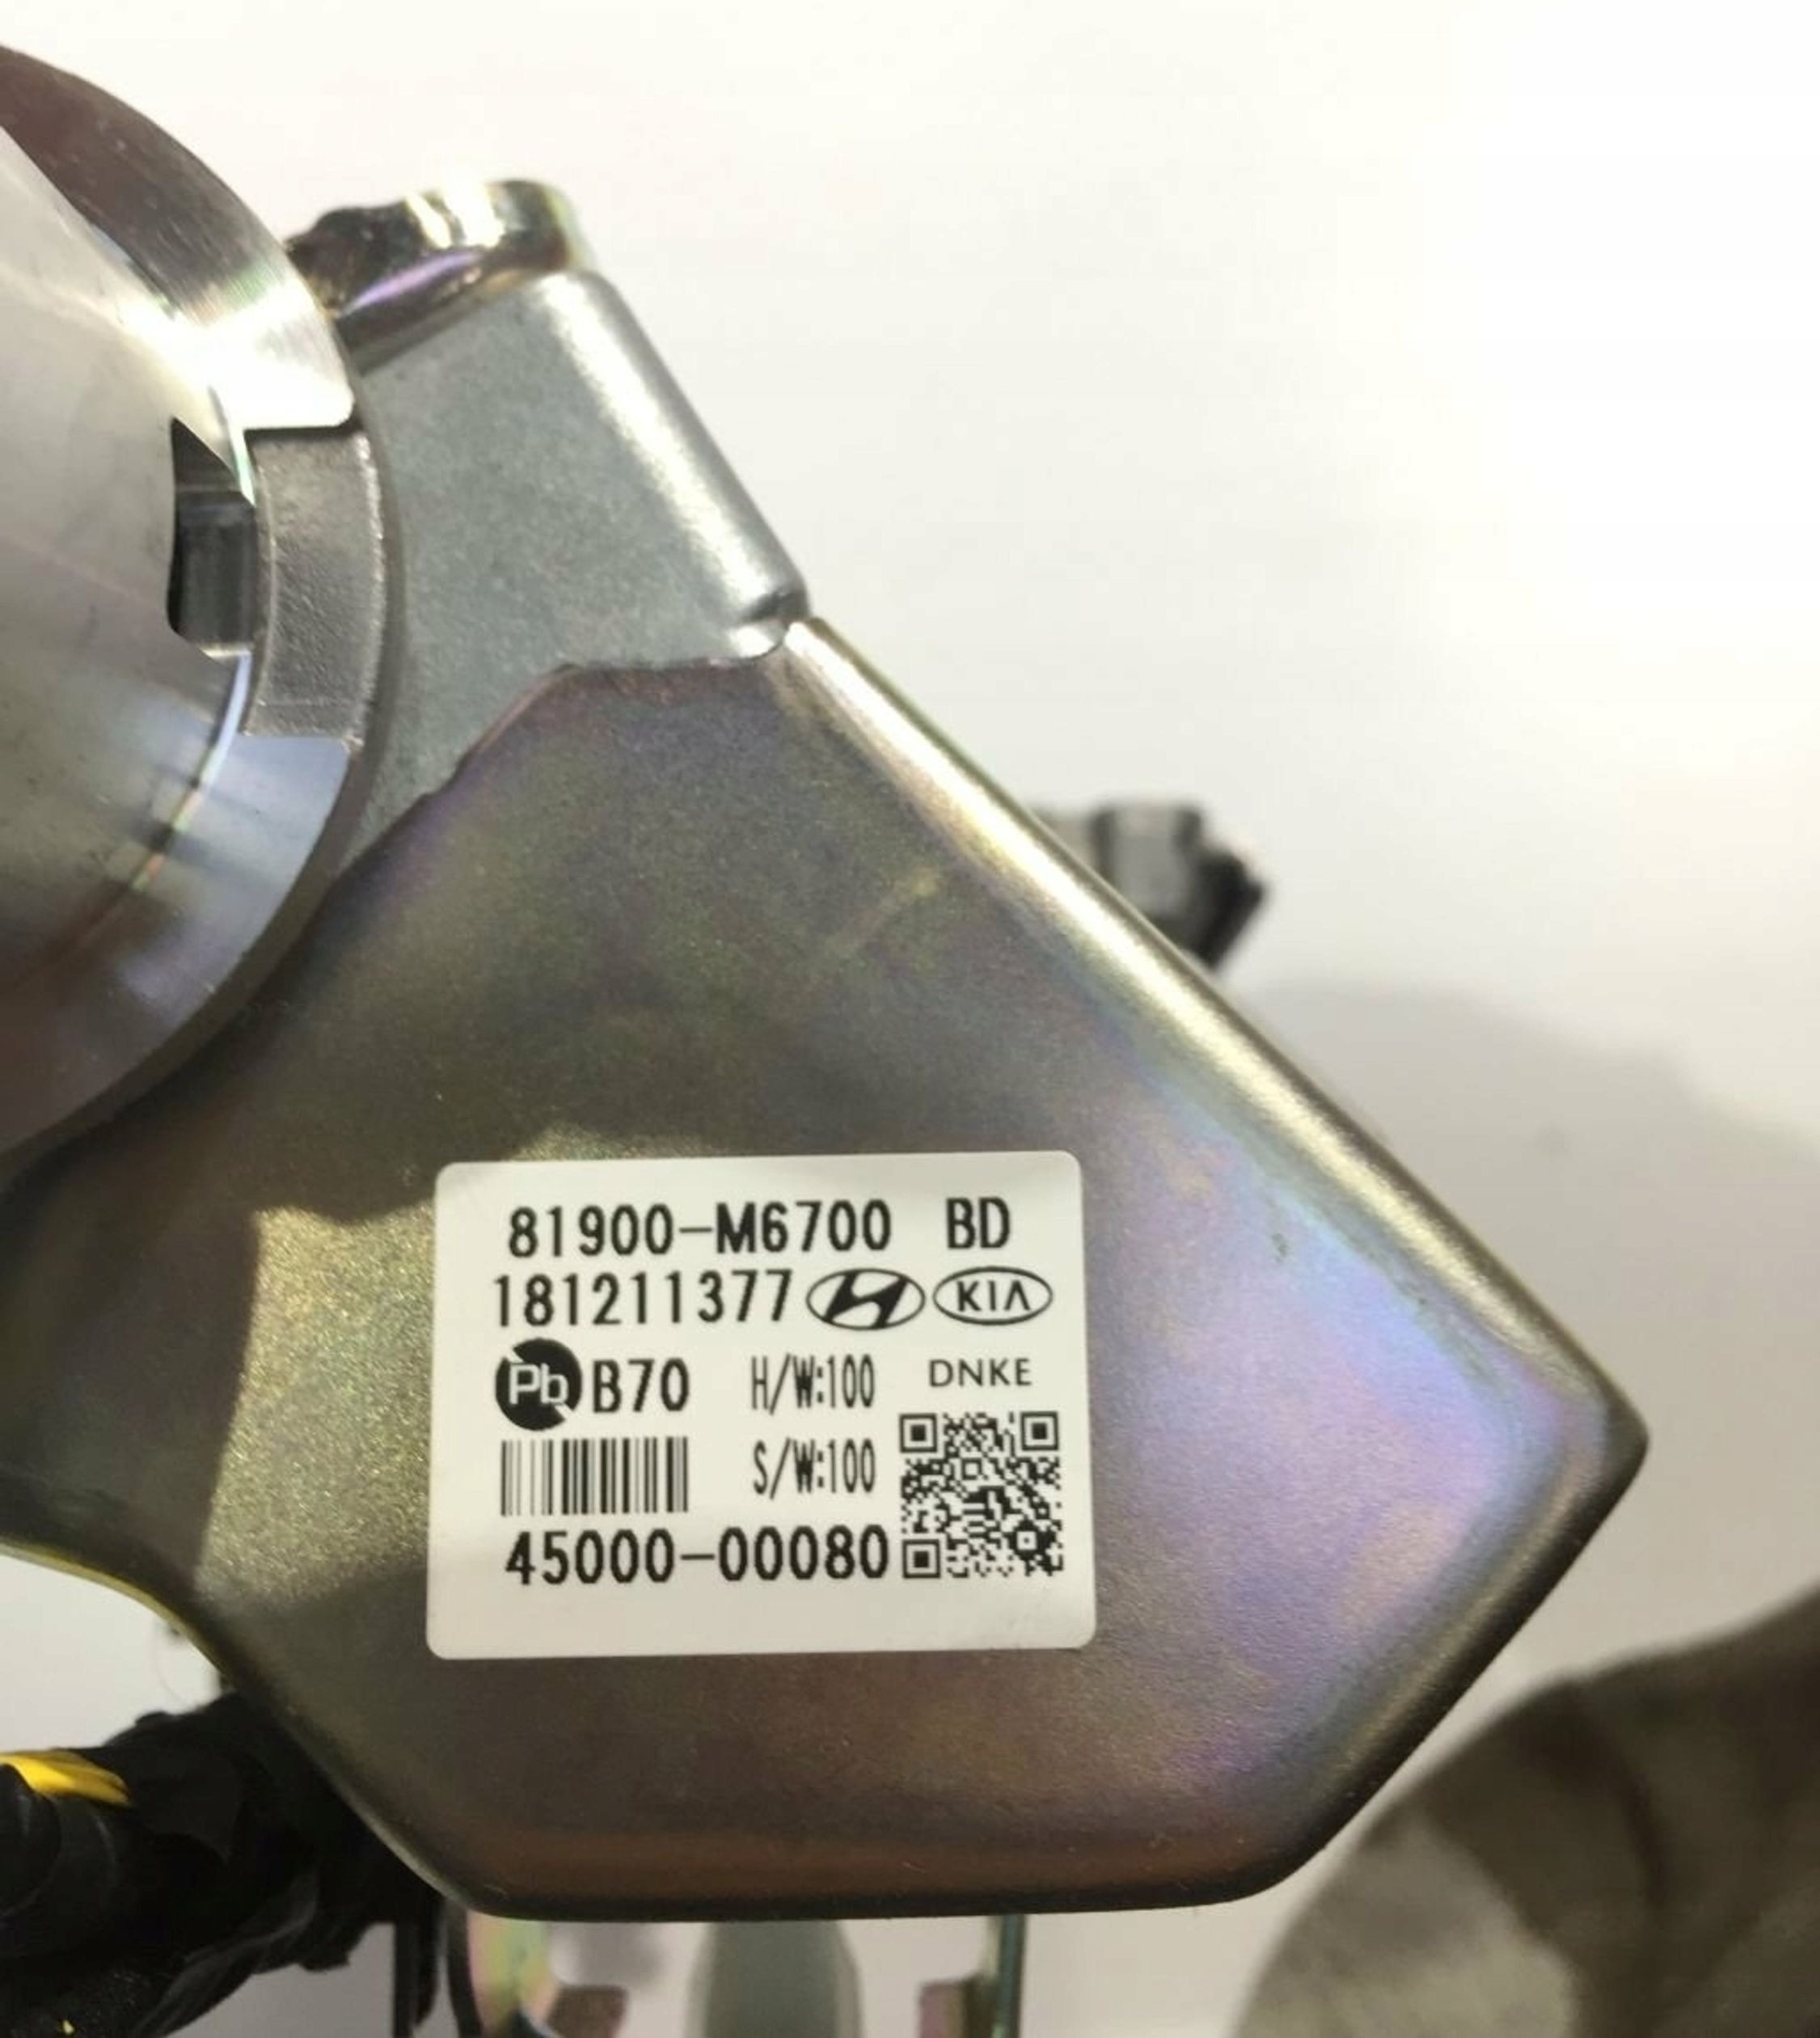 81900-M6700 BD
181211377 KIA
Pb B70 H/W:100 DNKE
S/W:100
45000-00080